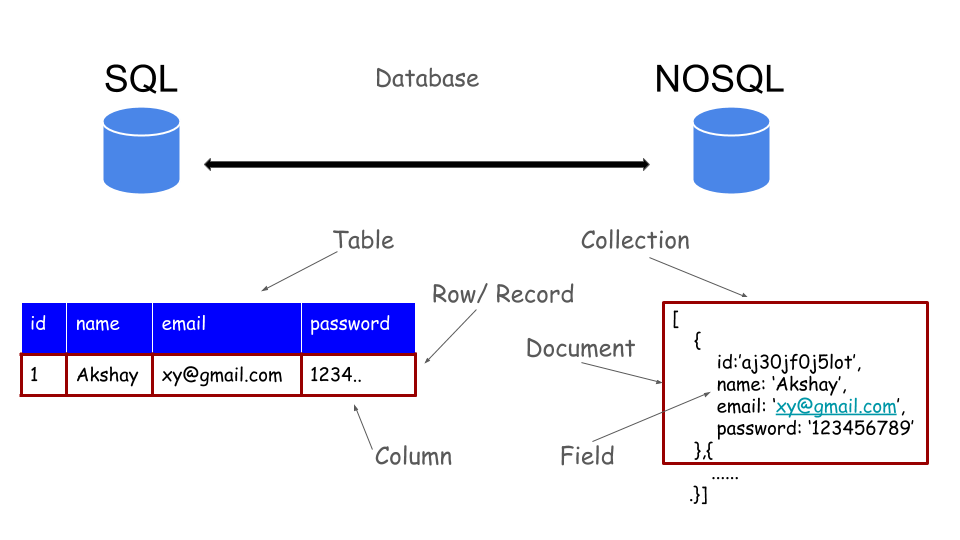 SQL
Database
NOSQL
Table
Collection
Row/ Record
id name email password
1 Akshay xy@gmail.com 1234..
Column
Document
Field
[
{
id:’aj30jf0j5lot’,
name: ‘Akshay’,
email: ‘xy@gmail.com’,
password: ‘123456789’
},{
......
.}]